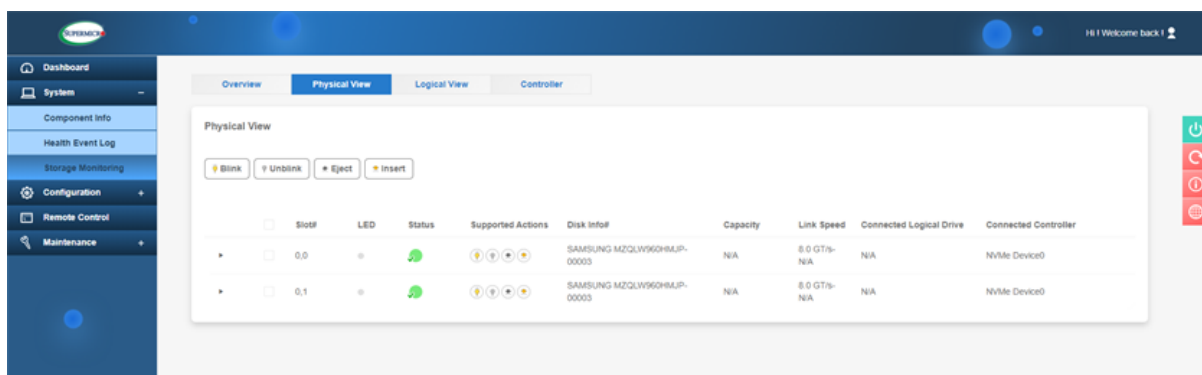 SUPERMICR
Hi ! Welcome back !
Dashboard
System −
Component Info
Health Event Log
Storage Monitoring
Configuration +
Remote Control
Maintenance +
Overview Physical View Logical View Controller
Physical View
Blink Unblink Eject Insert
Slot# LED Status Supported Actions Disk Info# Capacity Link Speed Connected Logical Drive Connected Controller
0,0 SAMSUNG MZQLW960HMJP- N/A 8.0 GT/s- N/A NVMe Device0
00003 N/A
0,1 SAMSUNG MZQLW960HMJP- N/A 8.0 GT/s- N/A NVMe Device0
00003 N/A